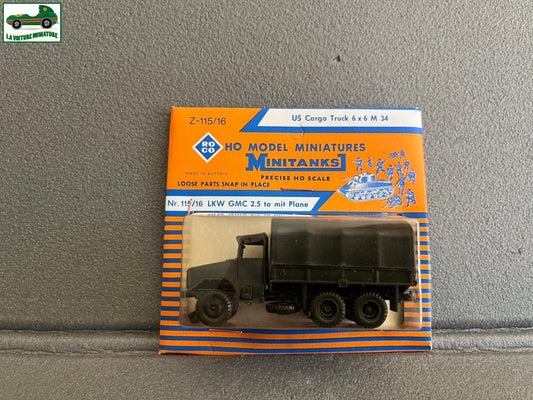 LA VOITURE MINIATURE
Z-115/16
US Cargo Truck 6 x 6 M 34
ROCO
HO MODEL MINIATURES
MINITANKS
MADE IN AUSTRIA
PRECISE HO SCALE
LOOSE PARTS SNAP IN PLACE
Nr. 115/16 LKW GMC 2.5 to mit Plane